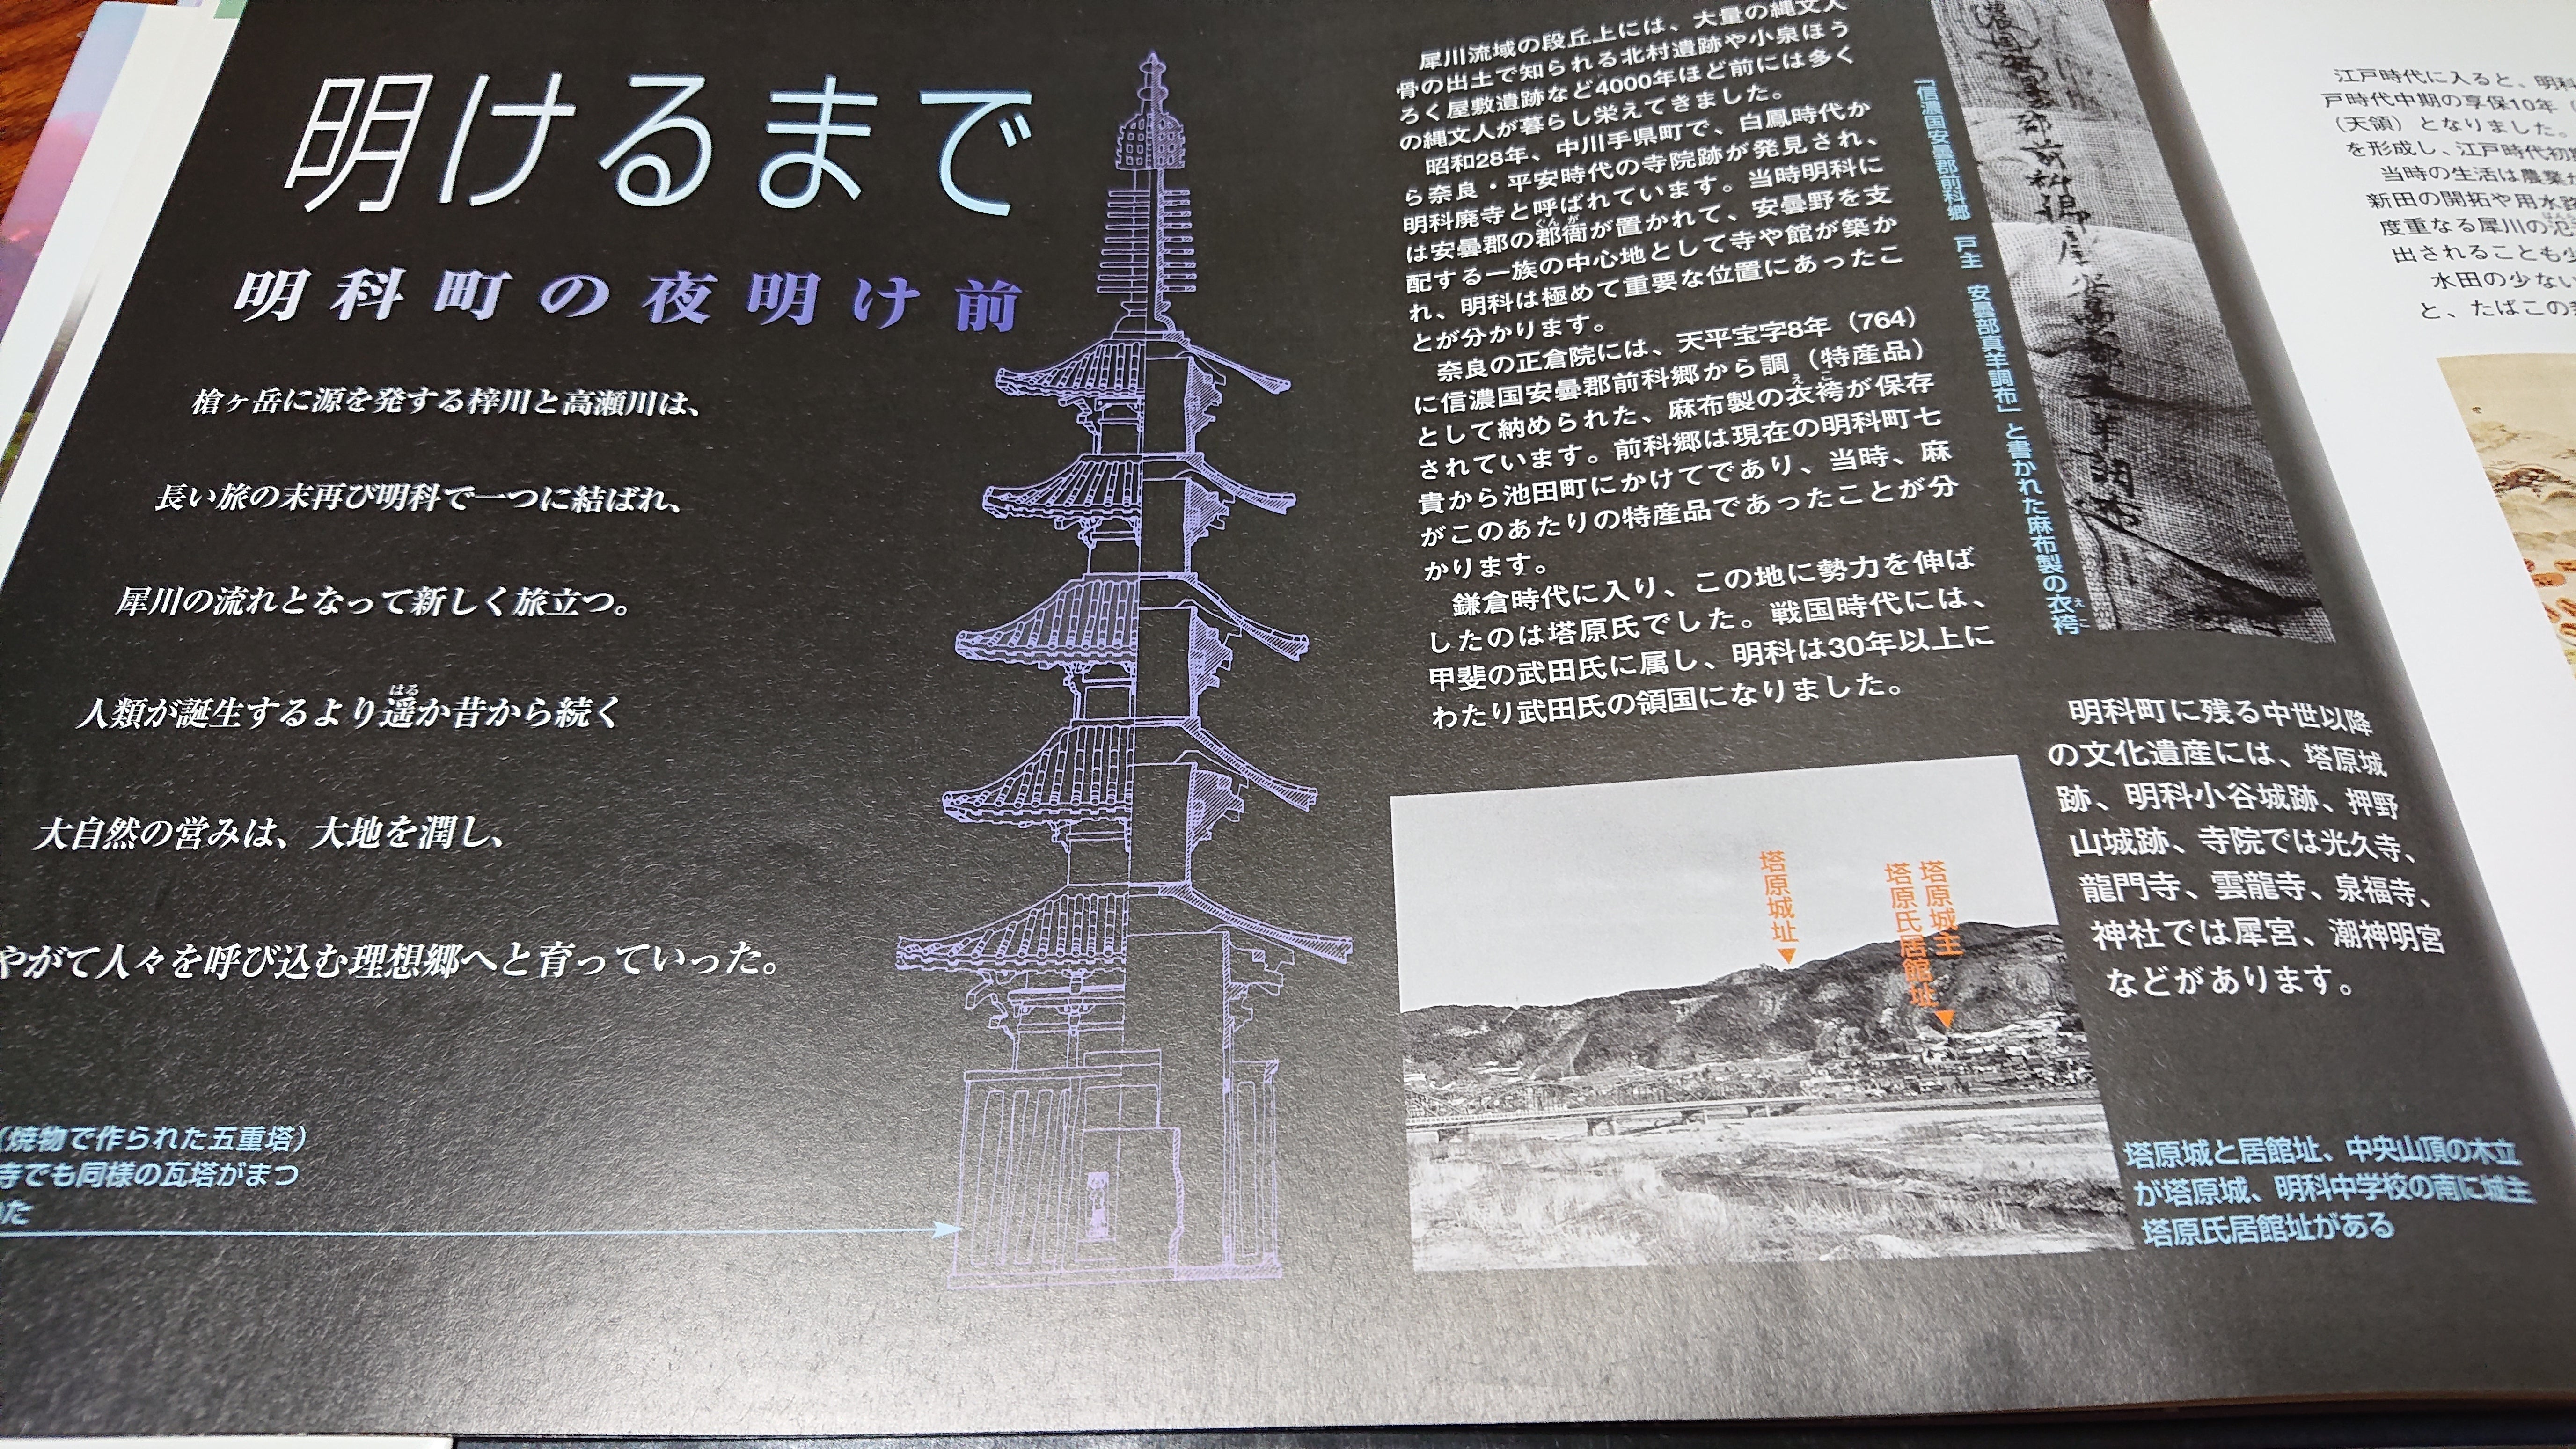 明けるまで
明科町の夜明け前
槍ヶ岳に源を発する梓川と高瀬川は、
長い旅の末再び明科で一つに結ばれ、
犀川の流れとなって新しく旅立つ。
人類が誕生するより遥か昔から続く
はる
大自然の営みは、大地を潤し、
やがて人々を呼び込む理想郷へと育っていった。
（焼物で作られた五重塔）
寺でも同様の瓦塔がまつ
た
犀川流域の段丘上には、大量の縄文人
骨の出土で知られる北村遺跡や小泉ほう
ろく屋敷遺跡など4000年ほど前には多く
の縄文人が暮らし栄えてきました。
昭和28年、中川手県町で、白鳳時代か
ら奈良・平安時代の寺院跡が発見され、
明科廃寺と呼ばれています。当時明科に
は安曇郡の郡衙が置かれて、安曇野を支
ぐんが
配する一族の中心地として寺や館が築か
れ、明科は極めて重要な位置にあったこ
とが分かります。
奈良の正倉院には、天平宝字8年（764）
に信濃国安曇郡前科郷から調（特産品）
として納められた、麻布製の衣袴が保存
えこ
されています。前科郷は現在の明科町七
貴から池田町にかけてであり、当時、麻
がこのあたりの特産品であったことが分
かります。
鎌倉時代に入り、この地に勢力を伸ば
したのは塔原氏でした。戦国時代には、
甲斐の武田氏に属し、明科は30年以上に
わたり武田氏の領国になりました。
「信濃国安曇郡前科郷　戸主　安曇部真羊調布」と書かれた麻布製の衣袴
えこ
塔原城址
塔原城主
塔原氏居館址
明科町に残る中世以降
の文化遺産には、塔原城
跡、明科小谷城跡、押野
山城跡、寺院では光久寺、
龍門寺、雲龍寺、泉福寺、
神社では犀宮、潮神明宮
などがあります。
塔原城と居館址、中央山頂の木立
が塔原城、明科中学校の南に城主
塔原氏居館址がある
江戸時代に入ると、明科
戸時代中期の享保10年
（天領）となりました。
を形成し、江戸時代初
当時の生活は農業
新田の開拓や用水路
度重なる犀川の氾
出されることも少
水田の少ない
と、たばこの